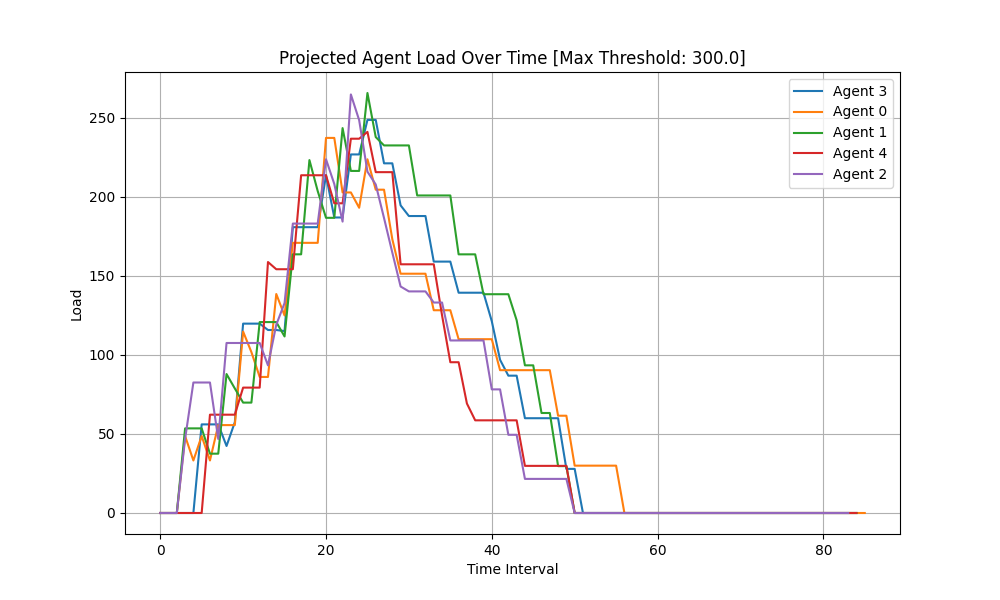 Projected Agent Load Over Time [Max Threshold: 300.0]
Agent 3
Agent 0
Agent 1
Agent 4
Agent 2
Load
250
200
150
100
50
0
0 20 40 60 80
Time Interval